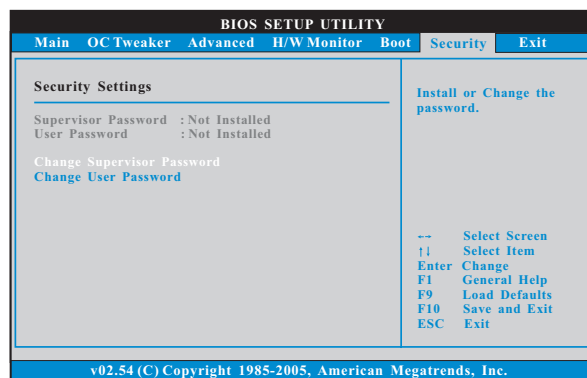 BIOS SETUP UTILITY
Main OC Tweaker Advanced H/W Monitor Boot Security Exit
Security Settings
Supervisor Password : Not Installed
User Password : Not Installed
Change Supervisor Password
Change User Password
Install or Change the
password.
←→ Select Screen
↑↓ Select Item
Enter Change
F1 General Help
F9 Load Defaults
F10 Save and Exit
ESC Exit
v02.54 (C) Copyright 1985-2005, American Megatrends, Inc.